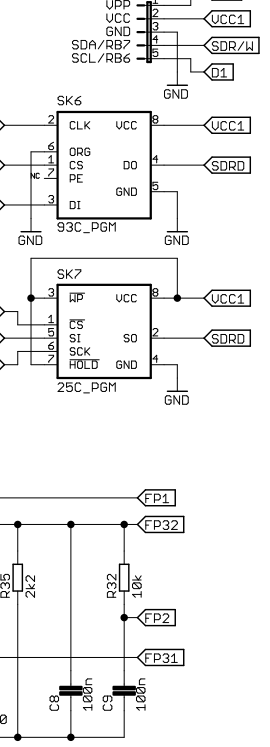 VPP 1
VCC 2 VCC1
GND 3
SDA/RB7 4 SDR/W
SCL/RB6 5 D1
GND
SK6
2 CLK VCC 8 VCC1
6 ORG
1 CS DO 4 SDRD
NC 7 PE
GND 5
3 DI
GND 93C_PGM GND
SK7
3 WP VCC 8 VCC1
1 CS
5 SI SO 2 SDRD
6 SCK
7 HOLD GND 4
25C_PGM GND
FP1
FP32
R35 2k2 R32 10k
FP2
FP31
C8 100n C9 100n
0